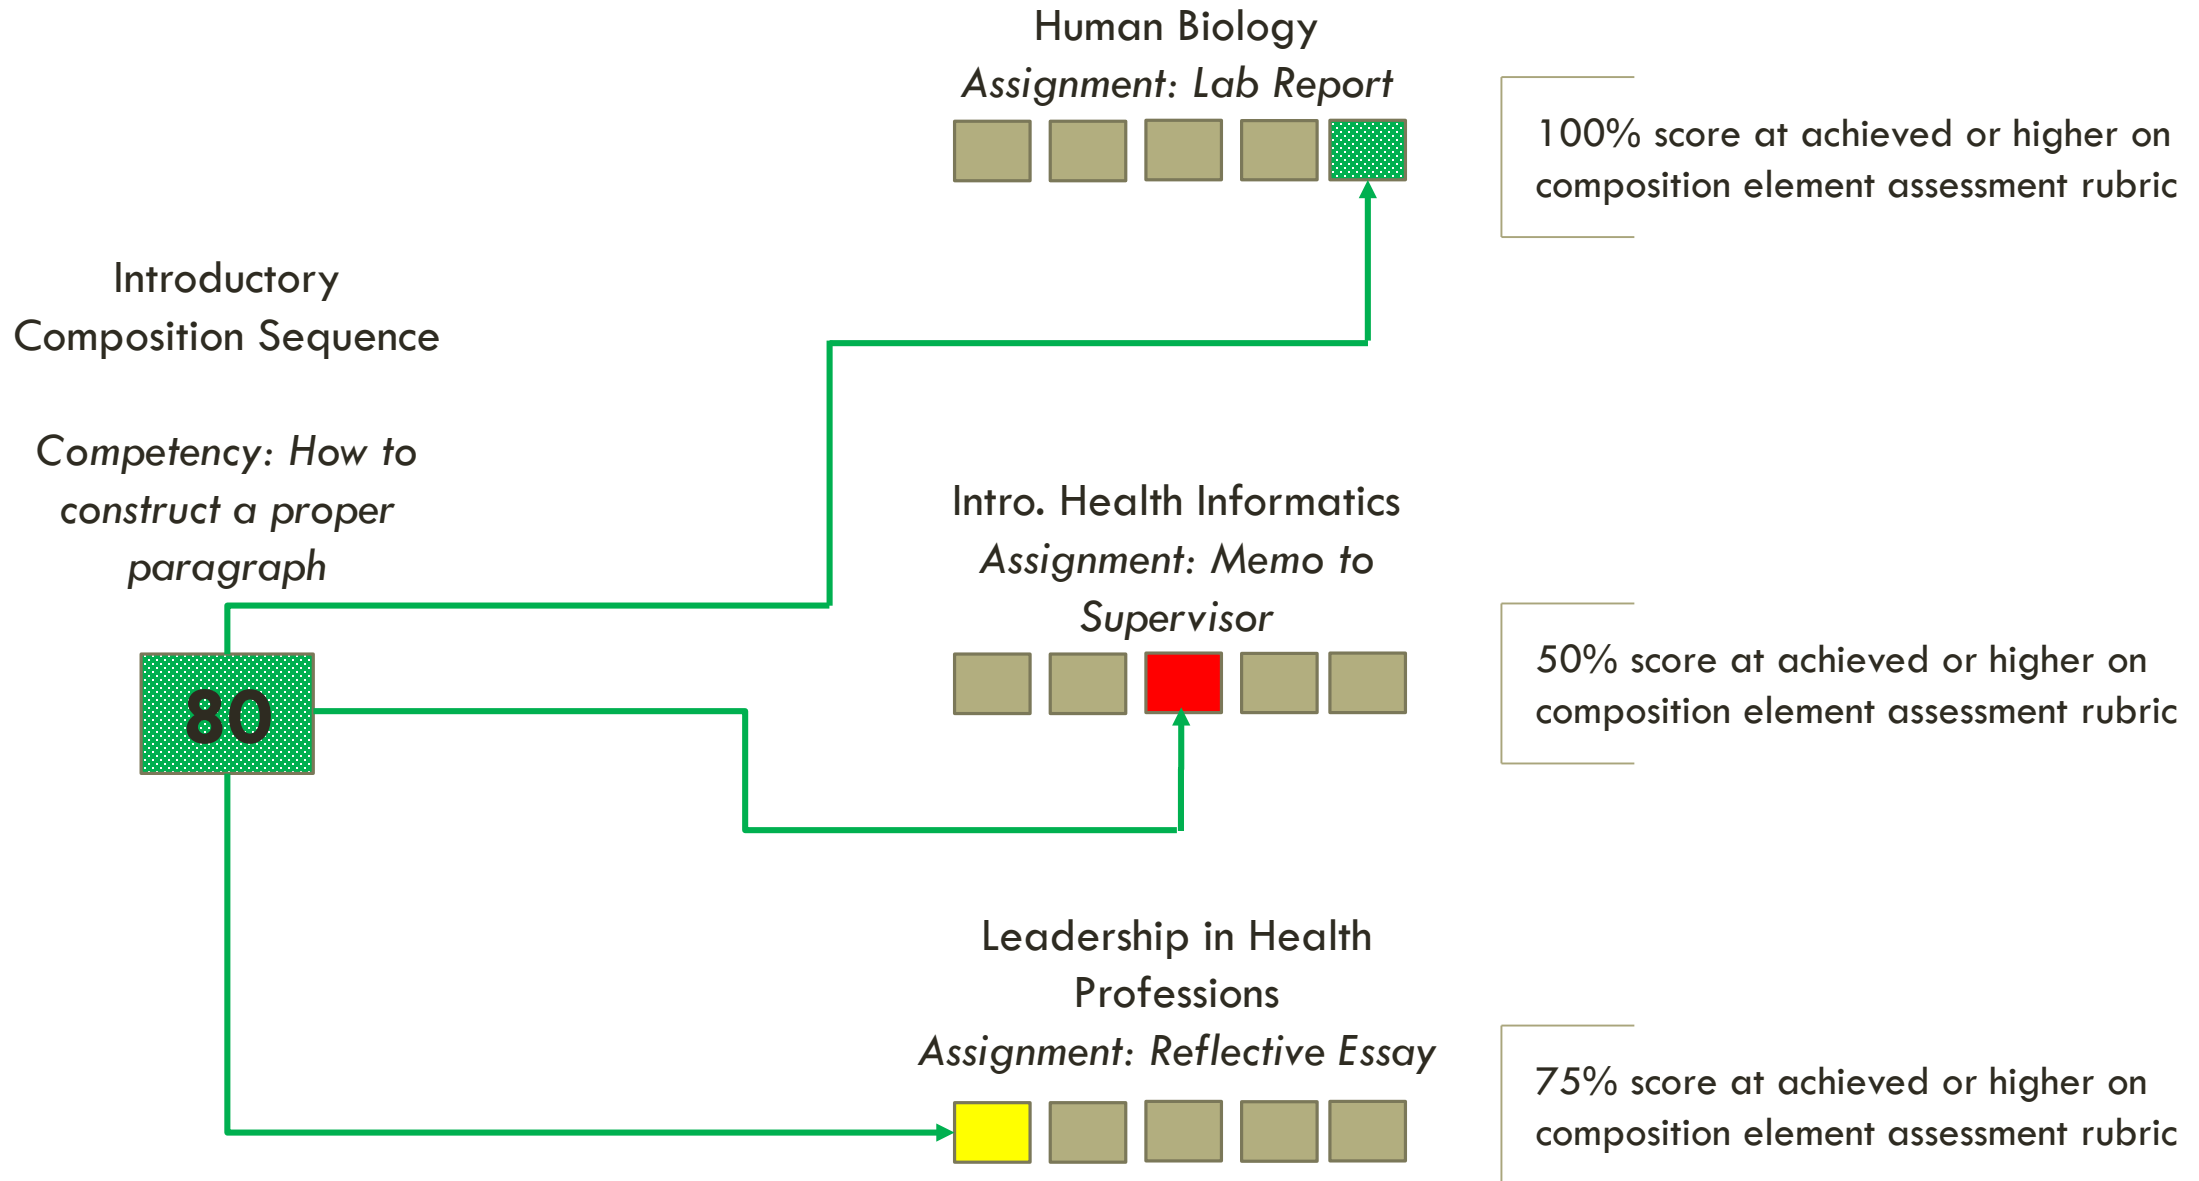 Human Biology
Assignment: Lab Report
100% score at achieved or higher on
composition element assessment rubric
Introductory
Composition Sequence
Competency: How to
construct a proper
paragraph
80
Intro. Health Informatics
Assignment: Memo to
Supervisor
50% score at achieved or higher on
composition element assessment rubric
Leadership in Health
Professions
Assignment: Reflective Essay
75% score at achieved or higher on
composition element assessment rubric